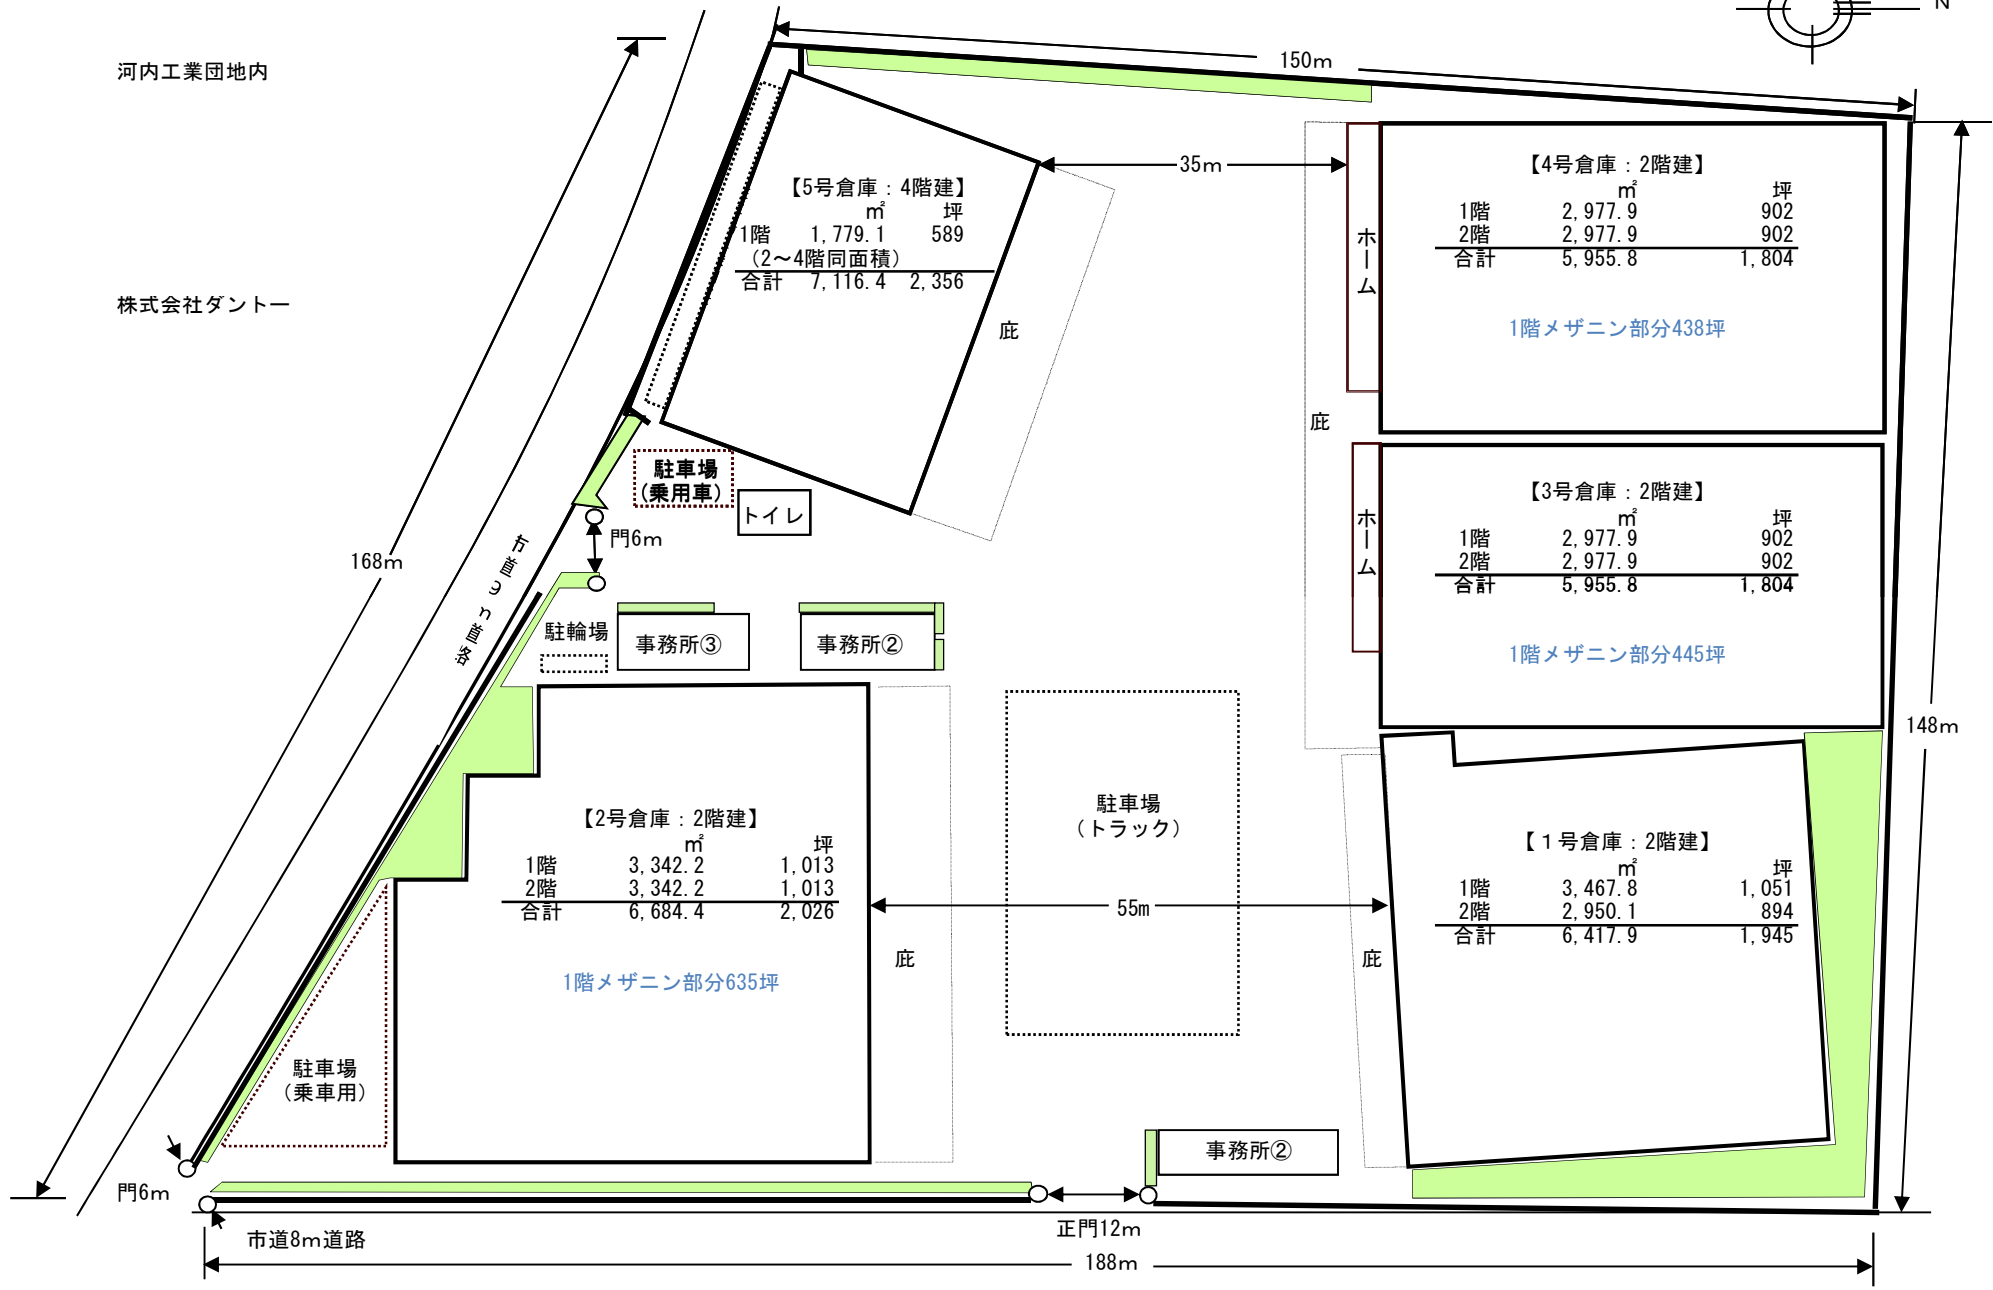 N
河内工業団地内
150m
35m
【5号倉庫：4階建】
㎡ 坪
1階 1,779.1 589
（2～4階同面積）
合計 7,116.4 2,356
庇
【4号倉庫：2階建】
㎡ 坪
1階 2,977.9 902
2階 2,977.9 902
合計 5,955.8 1,804
1階メザニン部分438坪
ホーム
株式会社ダントー
庇
駐車場
（乗用車）
トイレ
門6m
168m
【3号倉庫：2階建】
㎡ 坪
1階 2,977.9 902
2階 2,977.9 902
合計 5,955.8 1,804
1階メザニン部分445坪
ホーム
駐輪場
事務所③
事務所②
148m
【2号倉庫：2階建】
㎡ 坪
1階 3,342.2 1,013
2階 3,342.2 1,013
合計 6,684.4 2,026
1階メザニン部分635坪
庇
駐車場
（トラック）
55m
【１号倉庫：2階建】
㎡ 坪
1階 3,467.8 1,051
2階 2,950.1 894
合計 6,417.9 1,945
庇
駐車場
（乗車用）
事務所②
門6m
市道8m道路
正門12m
188m